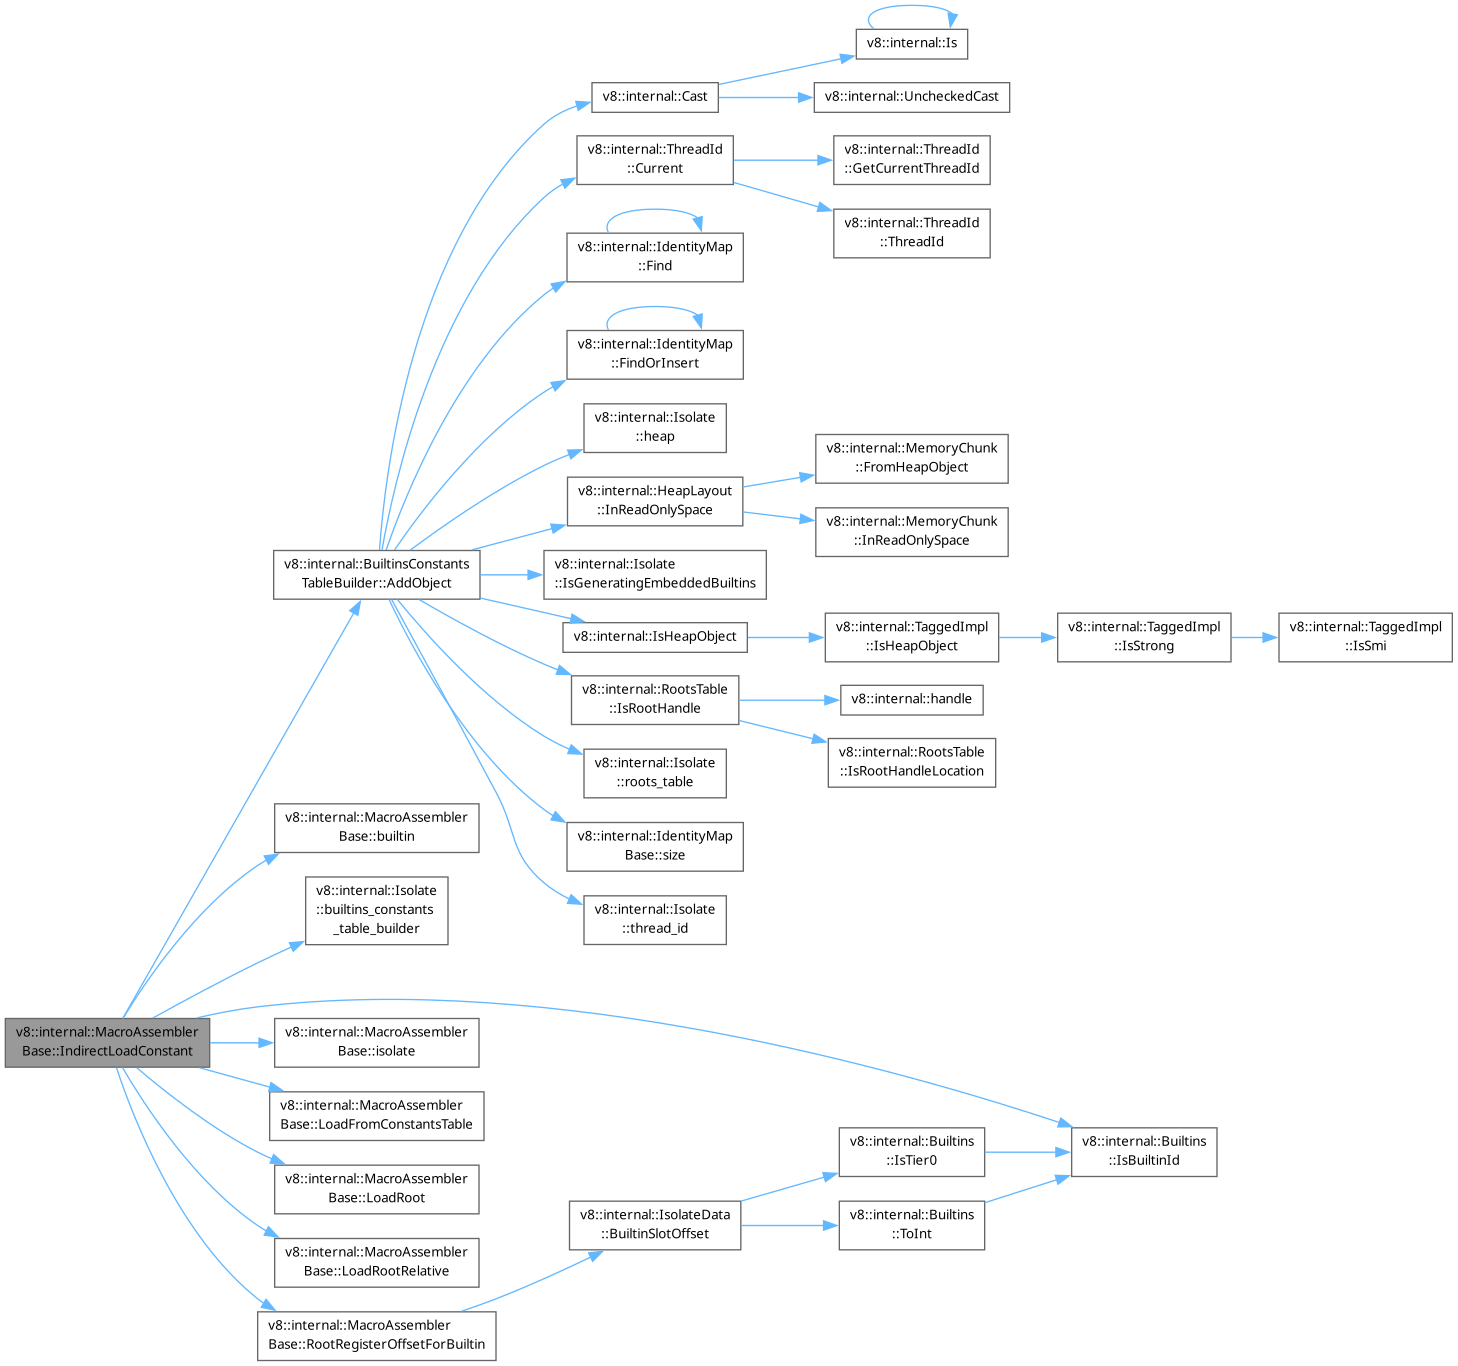 v8::internal::Is
v8::internal::Cast
v8::internal::UncheckedCast
v8::internal::ThreadId
::Current
v8::internal::ThreadId
::GetCurrentThreadId
v8::internal::ThreadId
::ThreadId
v8::internal::IdentityMap
::Find
v8::internal::IdentityMap
::FindOrInsert
v8::internal::Isolate
::heap
v8::internal::MemoryChunk
::FromHeapObject
v8::internal::HeapLayout
::InReadOnlySpace
v8::internal::MemoryChunk
::InReadOnlySpace
v8::internal::BuiltinsConstants
TableBuilder::AddObject
v8::internal::Isolate
::IsGeneratingEmbeddedBuiltins
v8::internal::IsHeapObject
v8::internal::TaggedImpl
::IsHeapObject
v8::internal::TaggedImpl
::IsStrong
v8::internal::TaggedImpl
::IsSmi
v8::internal::RootsTable
::IsRootHandle
v8::internal::handle
v8::internal::RootsTable
::IsRootHandleLocation
v8::internal::Isolate
::roots_table
v8::internal::MacroAssembler
Base::builtin
v8::internal::IdentityMap
Base::size
v8::internal::Isolate
::builtins_constants
_table_builder
v8::internal::Isolate
::thread_id
v8::internal::MacroAssembler
Base::IndirectLoadConstant
v8::internal::MacroAssembler
Base::isolate
v8::internal::MacroAssembler
Base::LoadFromConstantsTable
v8::internal::Builtins
::IsTier0
v8::internal::Builtins
::IsBuiltinId
v8::internal::MacroAssembler
Base::LoadRoot
v8::internal::IsolateData
::BuiltinSlotOffset
v8::internal::Builtins
::ToInt
v8::internal::MacroAssembler
Base::LoadRootRelative
v8::internal::MacroAssembler
Base::RootRegisterOffsetForBuiltin